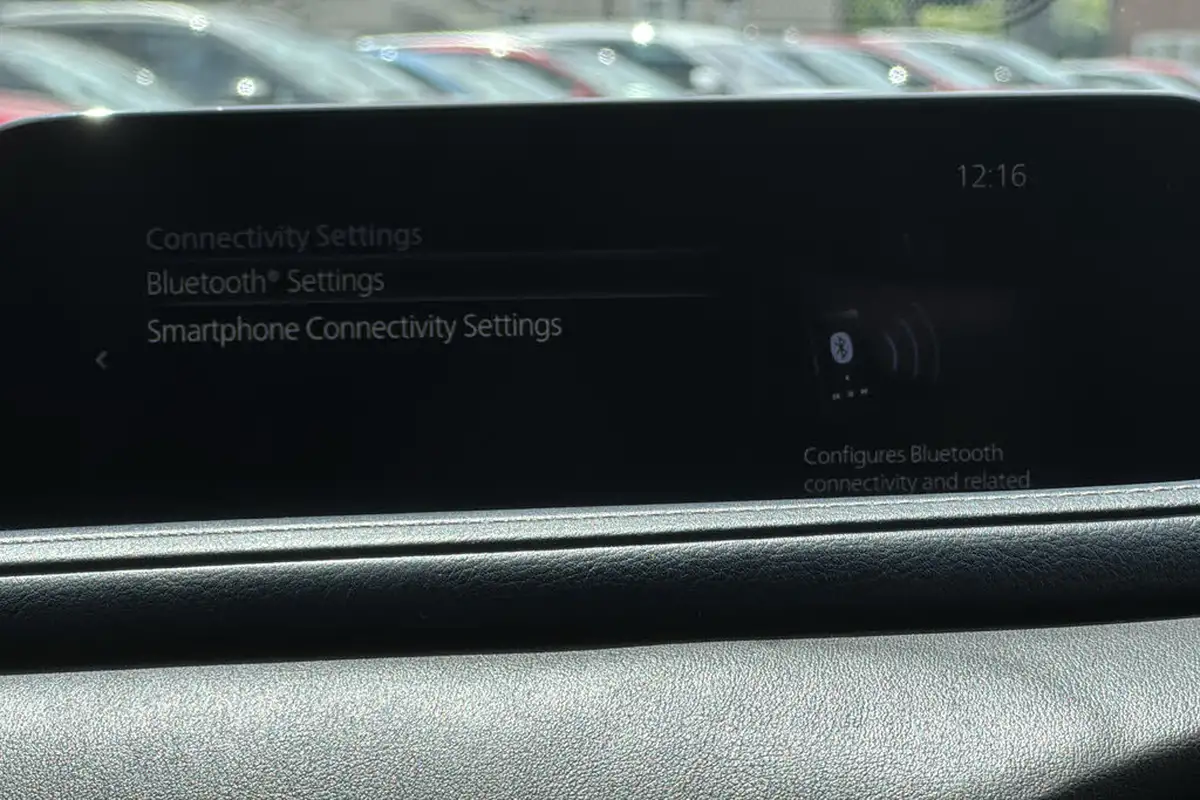 12:16
Connectivity Settings
Bluetooth® Settings
Smartphone Connectivity Settings
Configures Bluetooth
connectivity and related